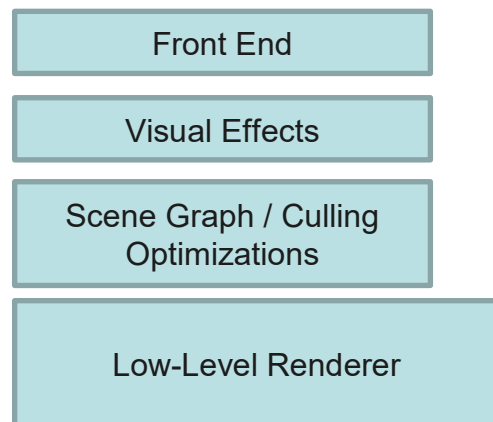 Front End
Visual Effects
Scene Graph / Culling
Optimizations
Low-Level Renderer